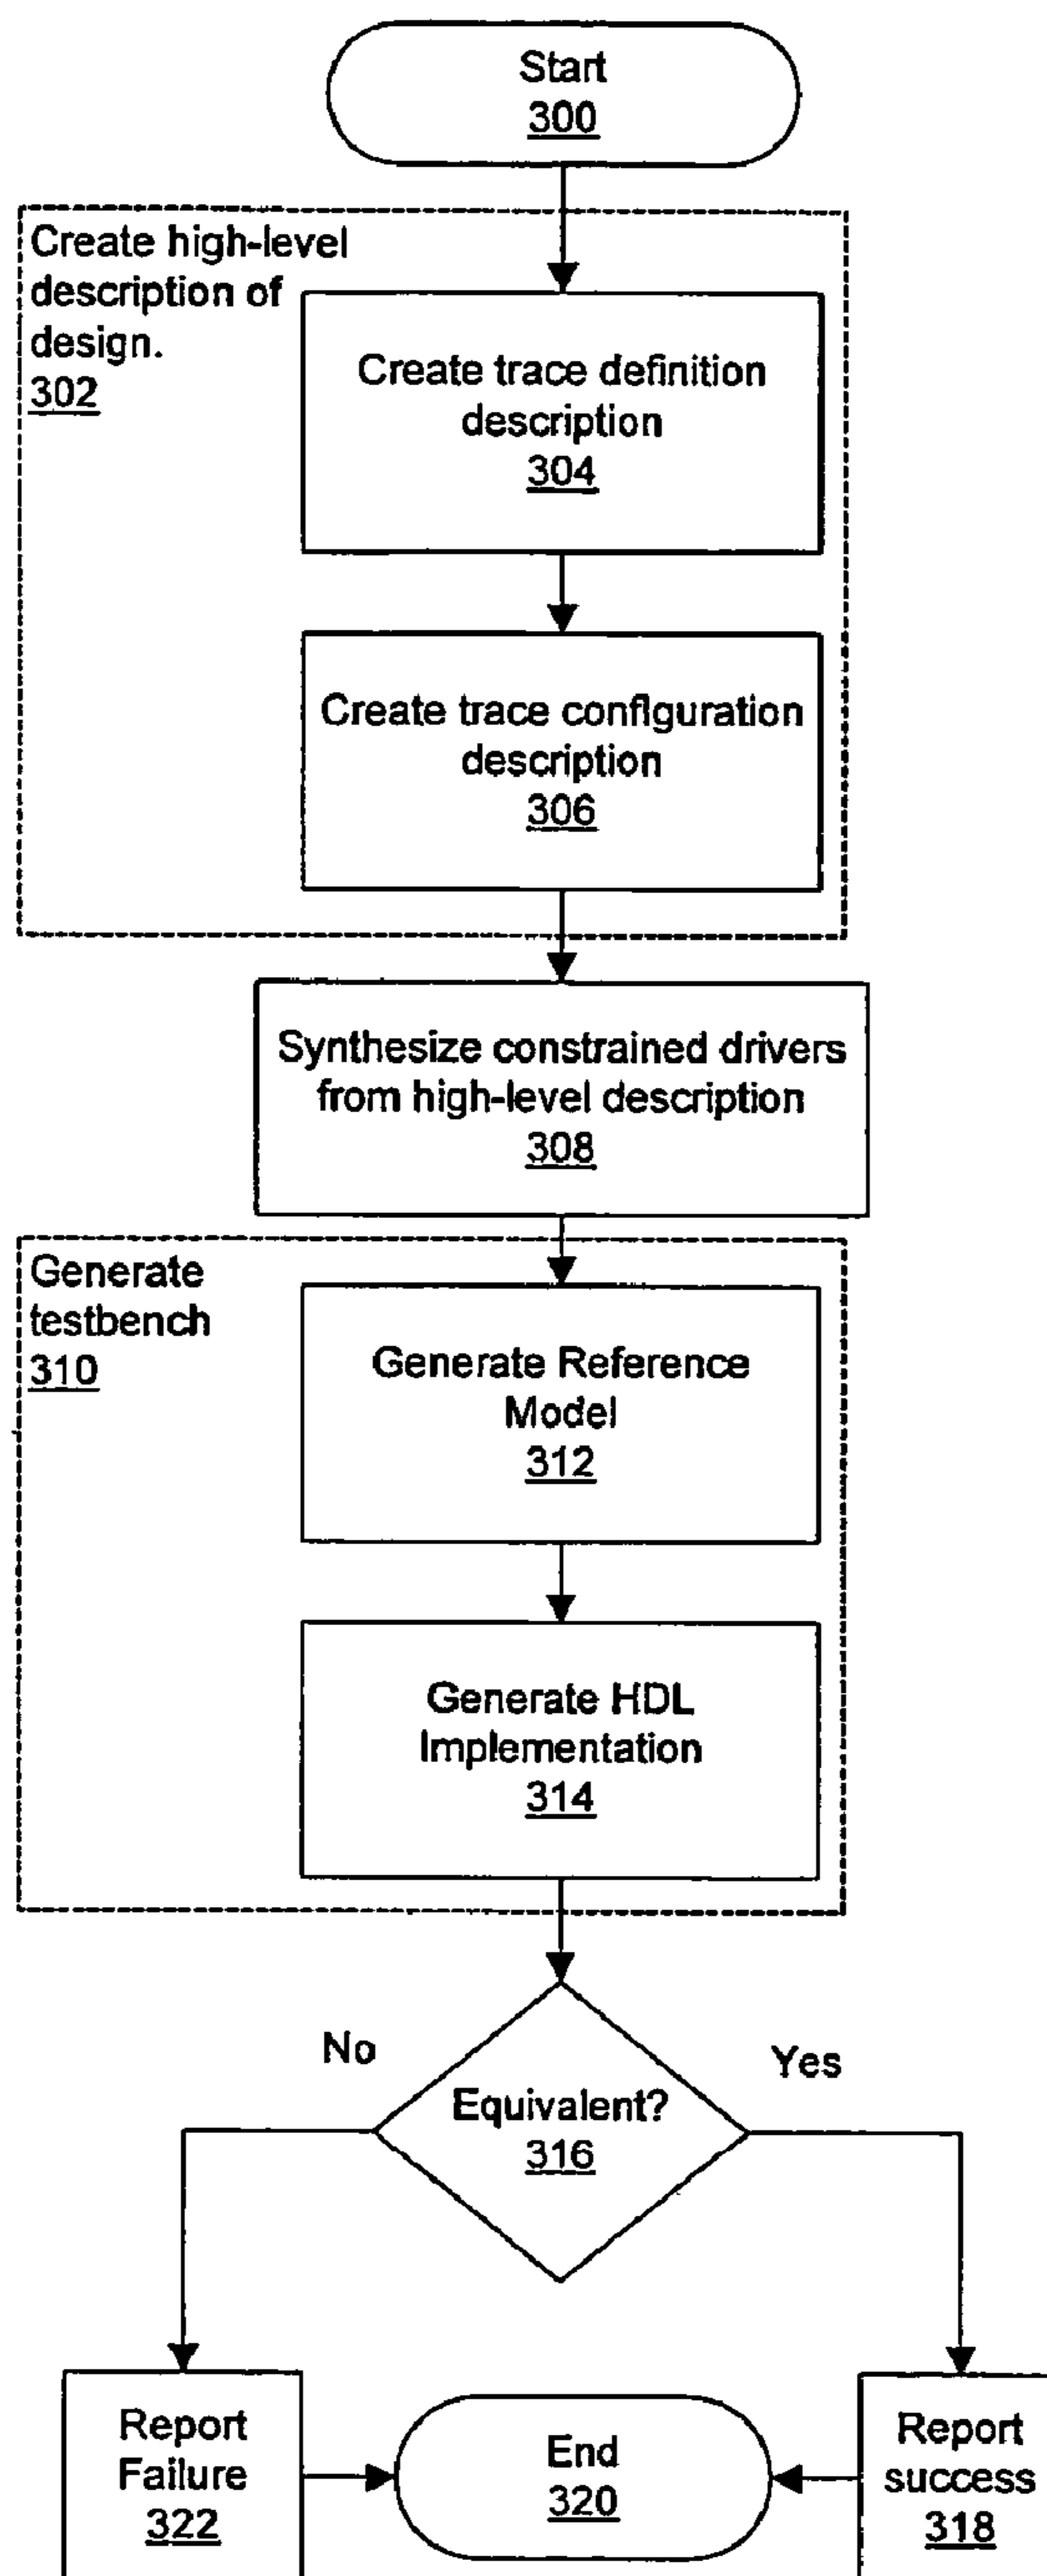 Start
300
Create high-level
description of
design.
302
Create trace definition
description
304
Create trace configuration
description
306
Synthesize constrained drivers
from high-level description
308
Generate
testbench
310
Generate Reference
Model
312
Generate HDL
Implementation
314
No
Yes
Equivalent?
316
Report
Failure
322
End
320
Report
success
318